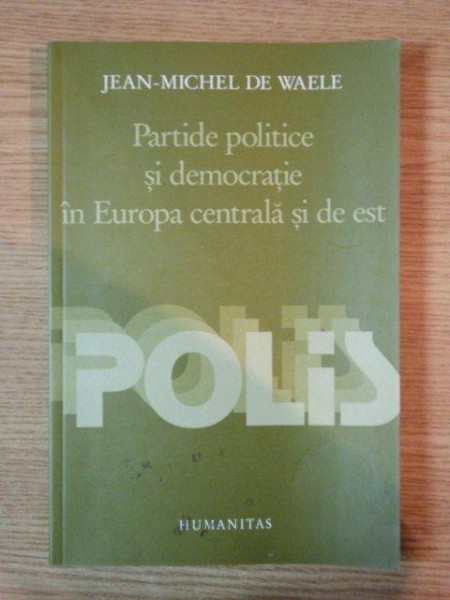 JEAN-MICHEL DE WAELE
Partide politice
și democrație
în Europa centrală și de est
POLiS
HUMANITAS